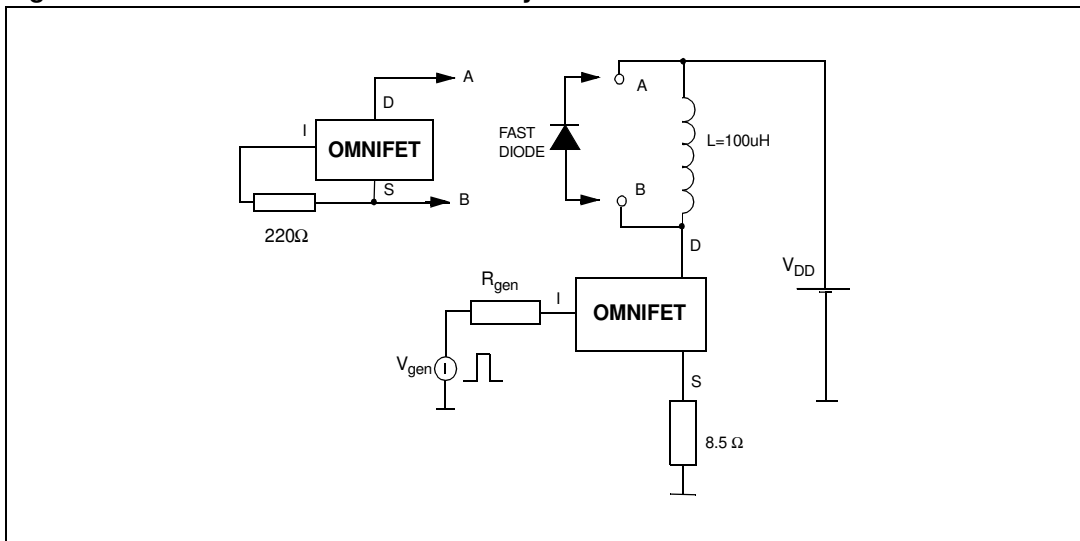 A
D
I
OMNIFET
S
B
220Ω
FAST
DIODE
A
B
L=100uH
D
V_DD
R_gen
I
OMNIFET
V_gen
S
8.5 Ω